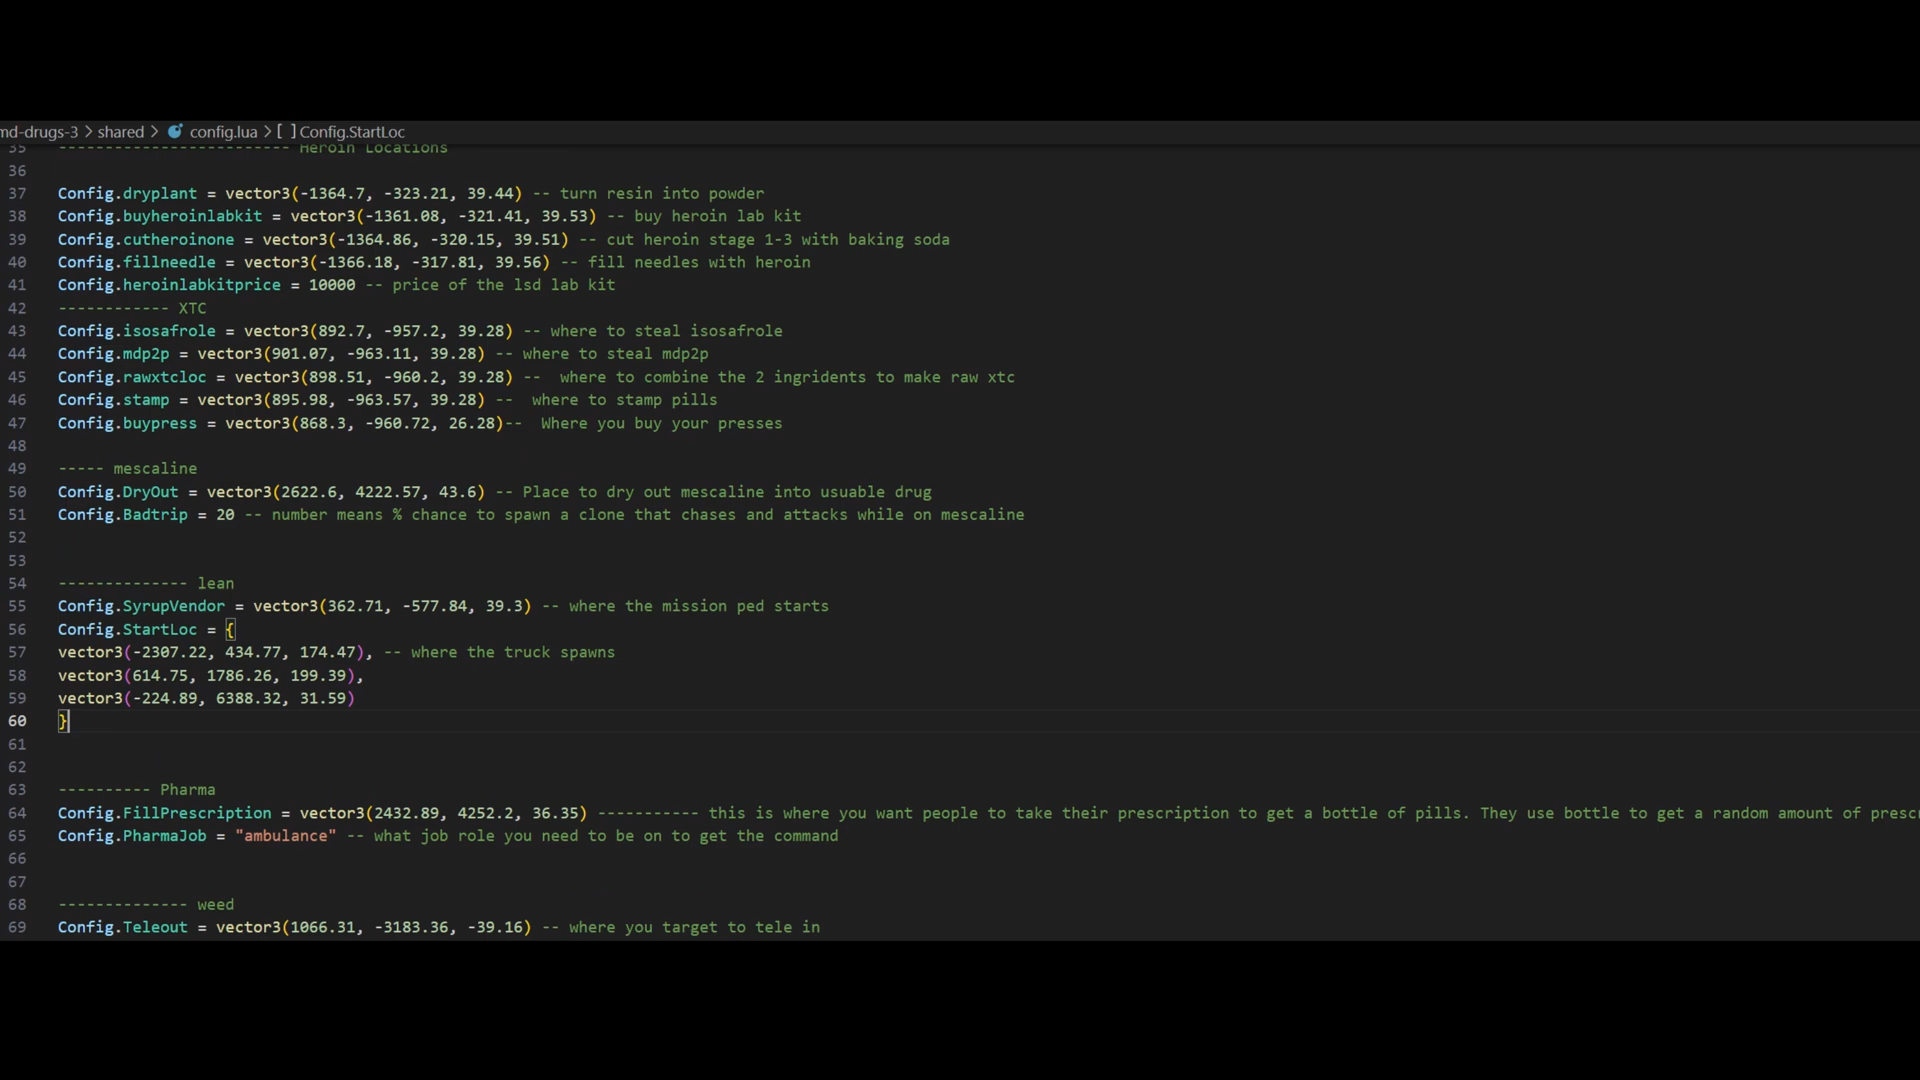 md-drugs-3 > shared > config.lua > [ ] Config.StartLoc
35 ------------------------- Heroin Locations
36
37 Config.dryplant = vector3(-1364.7, -323.21, 39.44) -- turn resin into powder
38 Config.buyheroinlabkit = vector3(-1361.08, -321.41, 39.53) -- buy heroin lab kit
39 Config.cutheroinone = vector3(-1364.86, -320.15, 39.51) -- cut heroin stage 1-3 with baking soda
40 Config.fillneedle = vector3(-1366.18, -317.81, 39.56) -- fill needles with heroin
41 Config.heroinlabkitprice = 10000 -- price of the lsd lab kit
42 ------------ XTC
43 Config.isosafrole = vector3(892.7, -957.2, 39.28) -- where to steal isosafrole
44 Config.mdp2p = vector3(901.07, -963.11, 39.28) -- where to steal mdp2p
45 Config.rawxtcloc = vector3(898.51, -960.2, 39.28) --  where to combine the 2 ingridents to make raw xtc
46 Config.stamp = vector3(895.98, -963.57, 39.28) --  where to stamp pills
47 Config.buypress = vector3(868.3, -960.72, 26.28)--  Where you buy your presses
48
49 ----- mescaline
50 Config.DryOut = vector3(2622.6, 4222.57, 43.6) -- Place to dry out mescaline into usuable drug
51 Config.Badtrip = 20 -- number means % chance to spawn a clone that chases and attacks while on mescaline
52
53
54 -------------- lean
55 Config.SyrupVendor = vector3(362.71, -577.84, 39.3) -- where the mission ped starts
56 Config.StartLoc = {
57 vector3(-2307.22, 434.77, 174.47), -- where the truck spawns
58 vector3(614.75, 1786.26, 199.39),
59 vector3(-224.89, 6388.32, 31.59)
60 }
61
62
63 ---------- Pharma
64 Config.FillPrescription = vector3(2432.89, 4252.2, 36.35) ----------- this is where you want people to take their prescription to get a bottle of pills. They use bottle to get a random amount of presc
65 Config.PharmaJob = "ambulance" -- what job role you need to be on to get the command
66
67
68 -------------- weed
69 Config.Teleout = vector3(1066.31, -3183.36, -39.16) -- where you target to tele in